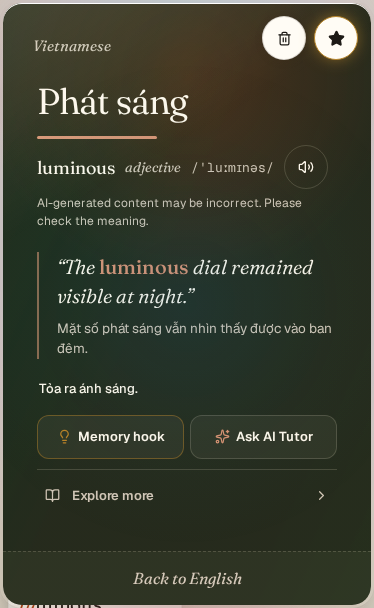 Vietnamese
Phát sáng
luminous adjective /ˈluːmɪnəs/
AI-generated content may be incorrect. Please
check the meaning.
“The luminous dial remained
visible at night.”
Mặt số phát sáng vẫn nhìn thấy được vào ban
đêm.
Tỏa ra ánh sáng.
Memory hook Ask AI Tutor
Explore more
Back to English